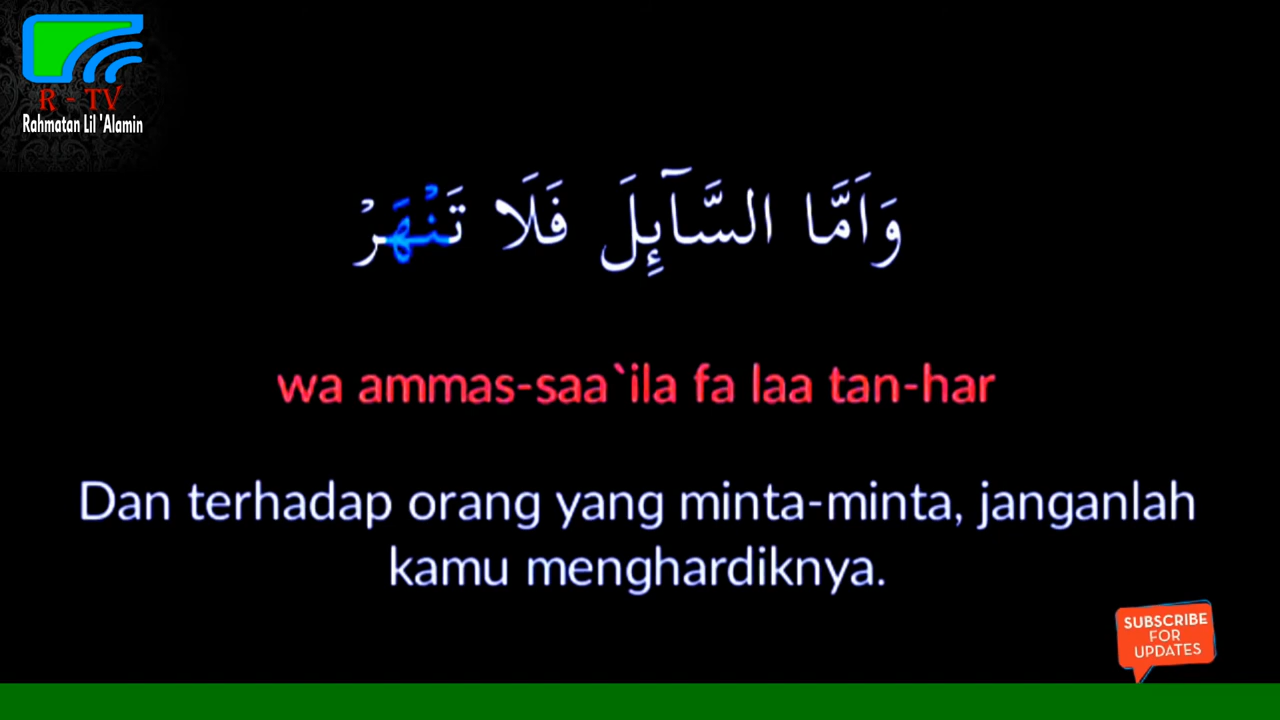 R - TV
Rahmatan Lil 'Alamin
وَاَمَّا السَّآىِٕلَ فَلَا تَنْهَرْ
wa ammas-saa`ila fa laa tan-har
Dan terhadap orang yang minta-minta, janganlah
kamu menghardiknya.
SUBSCRIBE
FOR
UPDATES